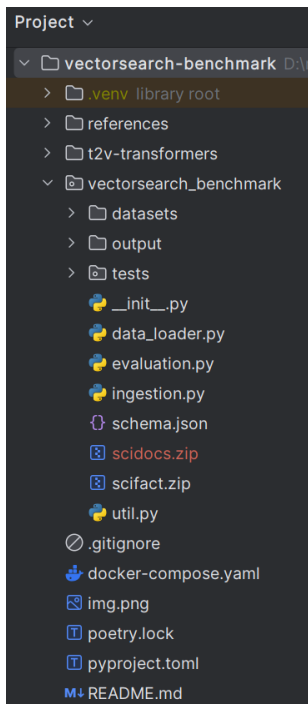 Project
vectorsearch-benchmark D:\
.venv library root
references
t2v-transformers
vectorsearch_benchmark
datasets
output
tests
__init__.py
data_loader.py
evaluation.py
ingestion.py
schema.json
scidocs.zip
scifact.zip
util.py
.gitignore
docker-compose.yaml
img.png
poetry.lock
pyproject.toml
README.md